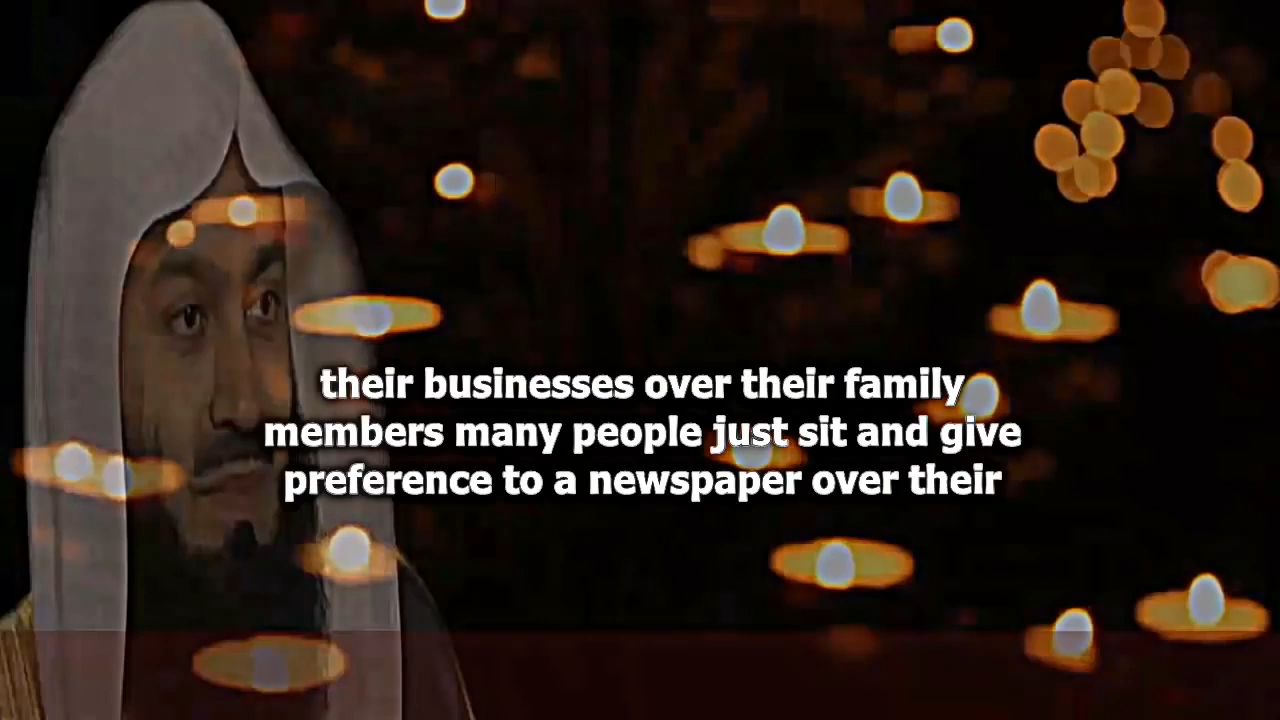 their businesses over their family
members many people just sit and give
preference to a newspaper over their